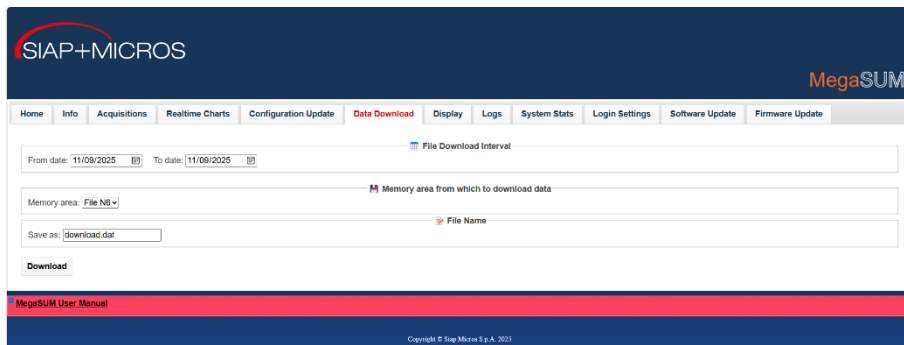 SIAP+MICROS
MegaSUM
Home Info Acquisitions Realtime Charts Configuration Update Data Download Display Logs System Stats Login Settings Software Update Firmware Update
File Download Interval
From date: 11/09/2025 To date: 11/09/2025
Memory area from which to download data
Memory area: File N6
File Name
Save as: download.dat
Download
MegaSUM User Manual
Copyright © Siap Micros S.p.A. 2023